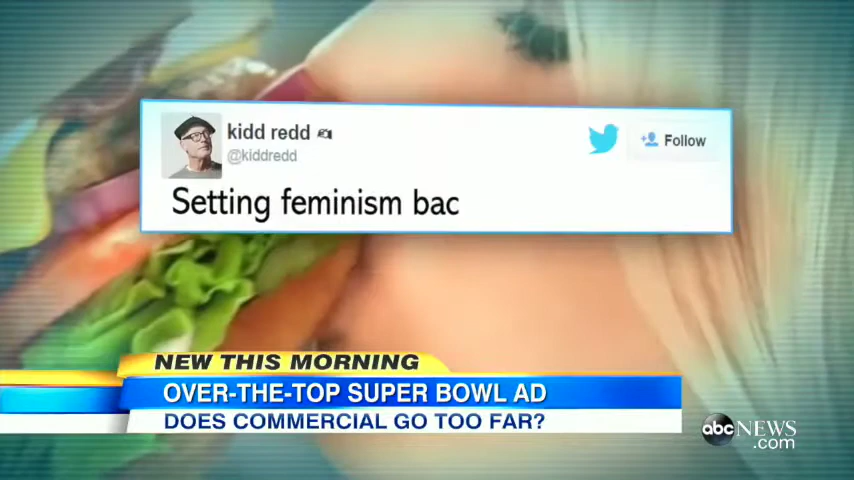 kidd redd
@kiddredd
Follow
Setting feminism bac
NEW THIS MORNING
OVER-THE-TOP SUPER BOWL AD
DOES COMMERCIAL GO TOO FAR?
abc NEWS
.com